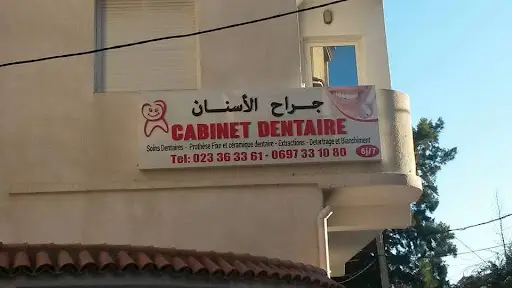 جراح الأسنان
CABINET DENTAIRE
Soins Dentaires - Prothèse Fixe et céramique dentaire - Extractions - Detartrage et Blanchiment
Tel: 023 36 33 61 - 0697 33 10 80 6j/7